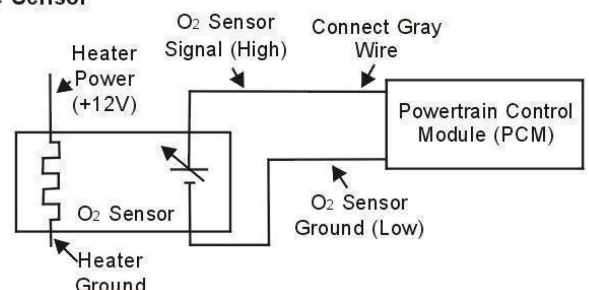 Sensor
O2 Sensor
Signal (High)
Connect Gray
Wire
Heater
Power
(+12V)
Powertrain Control
Module (PCM)
O2 Sensor
O2 Sensor
Ground (Low)
Heater
Ground